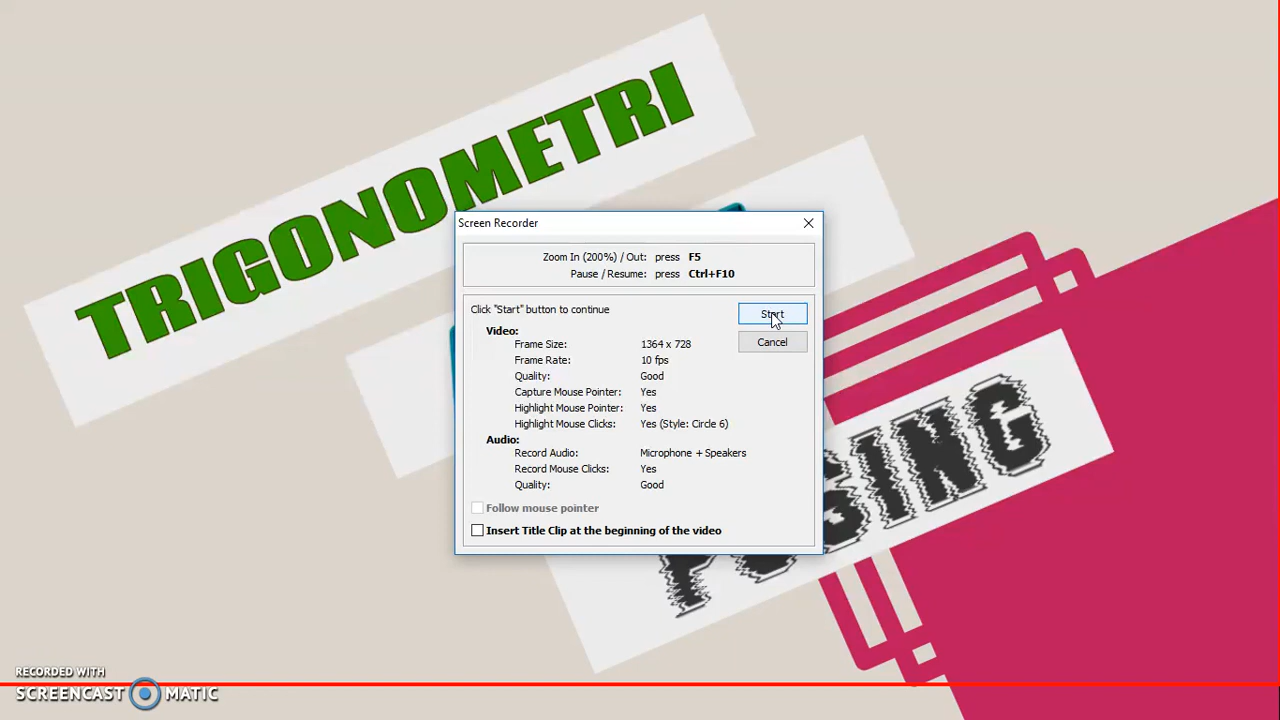 TRIGONOMETRI
Screen Recorder
Zoom In (200%) / Out: press F5
Pause / Resume: press Ctrl+F10
Click "Start" button to continue
Start
Cancel
Video:
Frame Size: 1364 x 728
Frame Rate: 10 fps
Quality: Good
Capture Mouse Pointer: Yes
Highlight Mouse Pointer: Yes
Highlight Mouse Clicks: Yes (Style: Circle 6)
Audio:
Record Audio: Microphone + Speakers
Record Mouse Clicks: Yes
Quality: Good
Follow mouse pointer
Insert Title Clip at the beginning of the video
RECORDED WITH
SCREENCAST MATIC